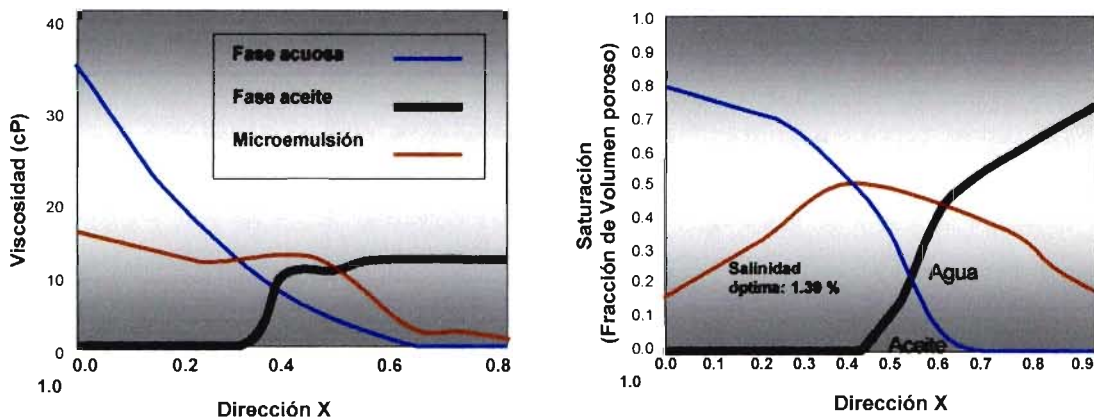 Viscosidad (cP)
40
30
20
10
0
Fase acuosa
Fase aceite
Microemulsión
0.0 0.2 0.4 0.6 0.8
1.0
Dirección X
Saturación
(Fracción de Volumen poroso)
1.0
0.9
0.8
0.7
0.6
0.5
0.4
0.3
0.2
0.1
0.0
Salinidad
óptima: 1.39 %
Agua
Aceite
0.0 0.1 0.2 0.3 0.4 0.5 0.6 0.7 0.8 0.9
1.0
Dirección X